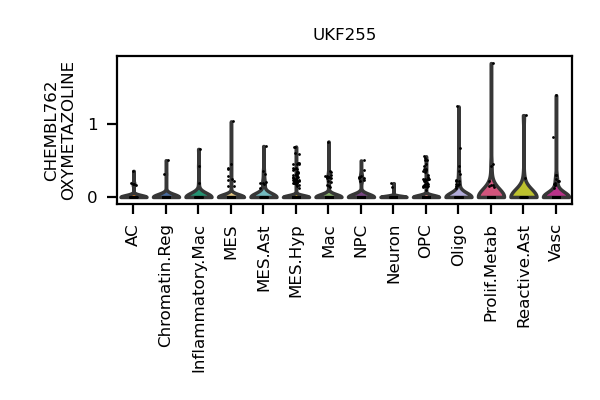 UKF255
CHEMBL762
OXYMETAZOLINE
1
0
AC
Chromatin.Reg
Inflammatory.Mac
MES
MES.Ast
MES.Hyp
Mac
NPC
Neuron
OPC
Oligo
Prolif.Metab
Reactive.Ast
Vasc